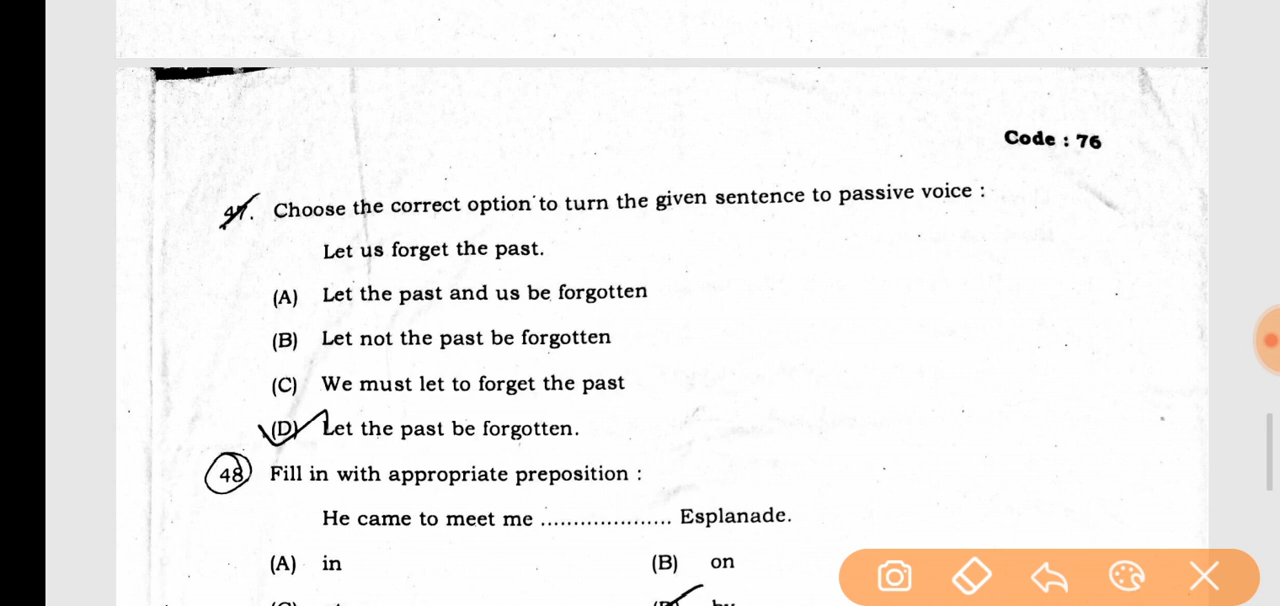 Code : 76
47. Choose the correct option to turn the given sentence to passive voice :
Let us forget the past.
(A) Let the past and us be forgotten
(B) Let not the past be forgotten
(C) We must let to forget the past
(D) Let the past be forgotten.
48. Fill in with appropriate preposition :
He came to meet me .................... Esplanade.
(A) in (B) on